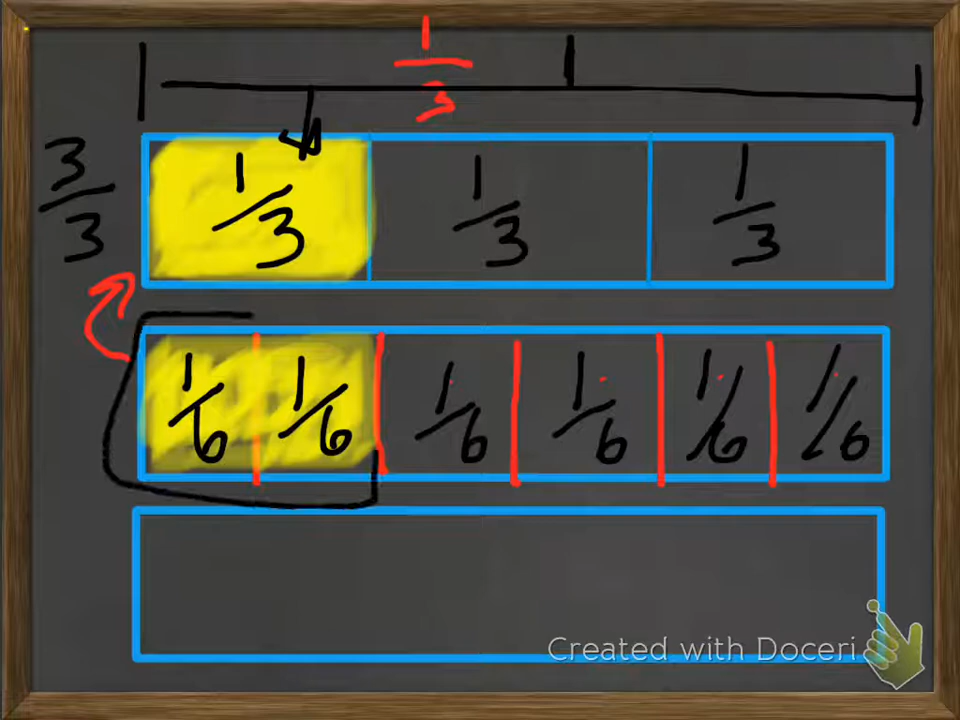 1/3
3/3
1/3 1/3 1/3
1/6 1/6 1/6 1/6 1/6 1/6
Created with Doceri